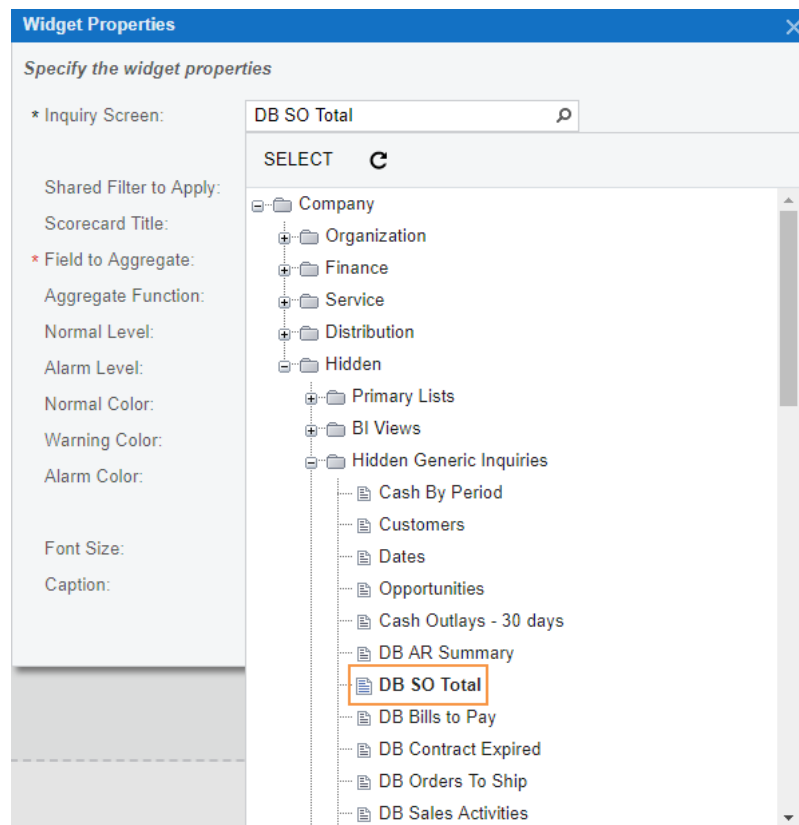 Widget Properties
Specify the widget properties
* Inquiry Screen:
DB SO Total
SELECT
Shared Filter to Apply:
Scorecard Title:
* Field to Aggregate:
Aggregate Function:
Normal Level:
Alarm Level:
Normal Color:
Warning Color:
Alarm Color:
Font Size:
Caption:
Company
Organization
Finance
Service
Distribution
Hidden
Primary Lists
BI Views
Hidden Generic Inquiries
Cash By Period
Customers
Dates
Opportunities
Cash Outlays - 30 days
DB AR Summary
DB SO Total
DB Bills to Pay
DB Contract Expired
DB Orders To Ship
DB Sales Activities